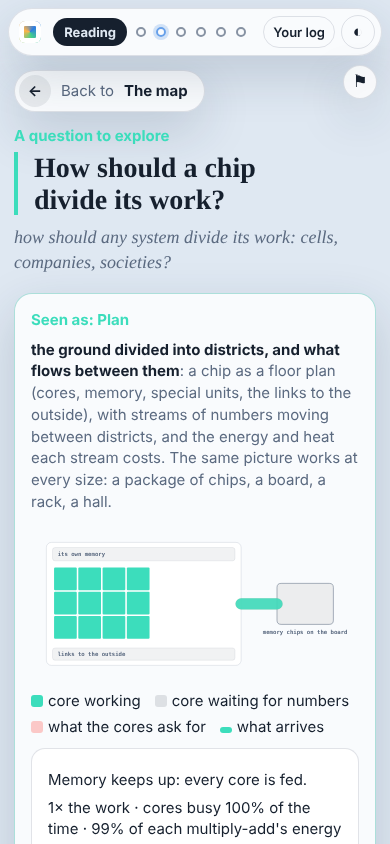 Reading
Your log
Back to The map
A question to explore
How should a chip
divide its work?
how should any system divide its work: cells,
companies, societies?
Seen as: Plan
the ground divided into districts, and what
flows between them: a chip as a floor plan
(cores, memory, special units, the links to the
outside), with streams of numbers moving
between districts, and the energy and heat
each stream costs. The same picture works at
every size: a package of chips, a board, a
rack, a hall.
its own memory
links to the outside
memory chips on the board
core working core waiting for numbers
what the cores ask for what arrives
Memory keeps up: every core is fed.
1× the work · cores busy 100% of the
time · 99% of each multiply-add's energy